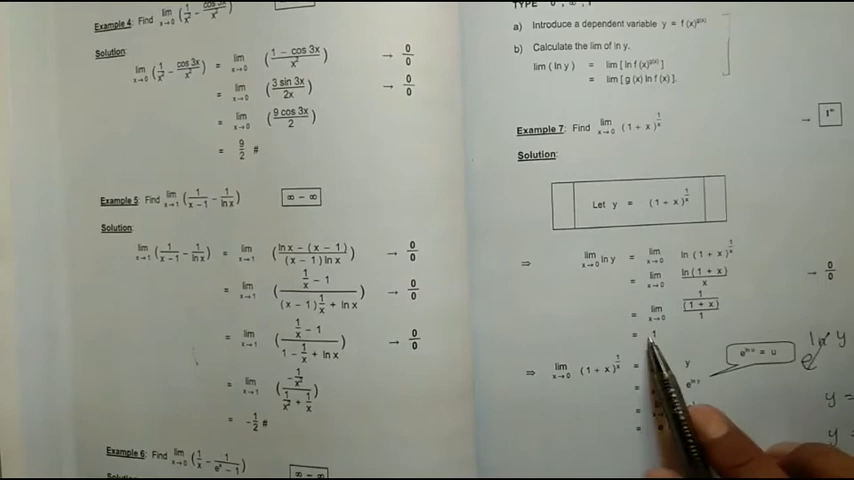 Example 4: Find lim x→0 (1/x² − cos 3x/x²)
Solution:
lim x→0 (1/x² − cos 3x/x²) = lim x→0 (1 − cos 3x/x²) → 0/0
= lim x→0 (3 sin 3x/2x) → 0/0
= lim x→0 (9 cos 3x/2)
= 9/2 #
Example 5: Find lim x→1 (1/x − 1 − 1/ln x) ∞ − ∞
Solution:
lim x→1 (1/x − 1 − 1/ln x) = lim x→1 (ln x − (x − 1)/(x − 1) ln x) → 0/0
= lim x→1 (1/x − 1/(x − 1) 1/x + ln x) → 0/0
= lim x→1 (1/x − 1/1 − 1/x + ln x) → 0/0
= lim x→1 (−1/x²/1/x² + 1/x)
= −1/2 #
Example 6: Find lim x→0 (1/x − 1/eˣ − 1) ∞ − ∞
Solution
a) Introduce a dependent variable y = f(x)^g(x)
b) Calculate the lim of ln y.
lim (ln y) = lim [ln f(x)^g(x)]
= lim [g (x) ln f (x)].
Example 7: Find lim x→0 (1 + x)^1/x → 1^∞
Solution:
Let y = (1 + x)^1/x
⇒ lim x→0 ln y = lim x→0 ln (1 + x)^1/x
= lim x→0 ln (1 + x)/x → 0/0
= lim x→0 1/(1 + x)/1
= 1
⇒ lim x→0 (1 + x)^1/x = y
e^ln u = u
e ln y
= e^ln y
y =
=
=
y =